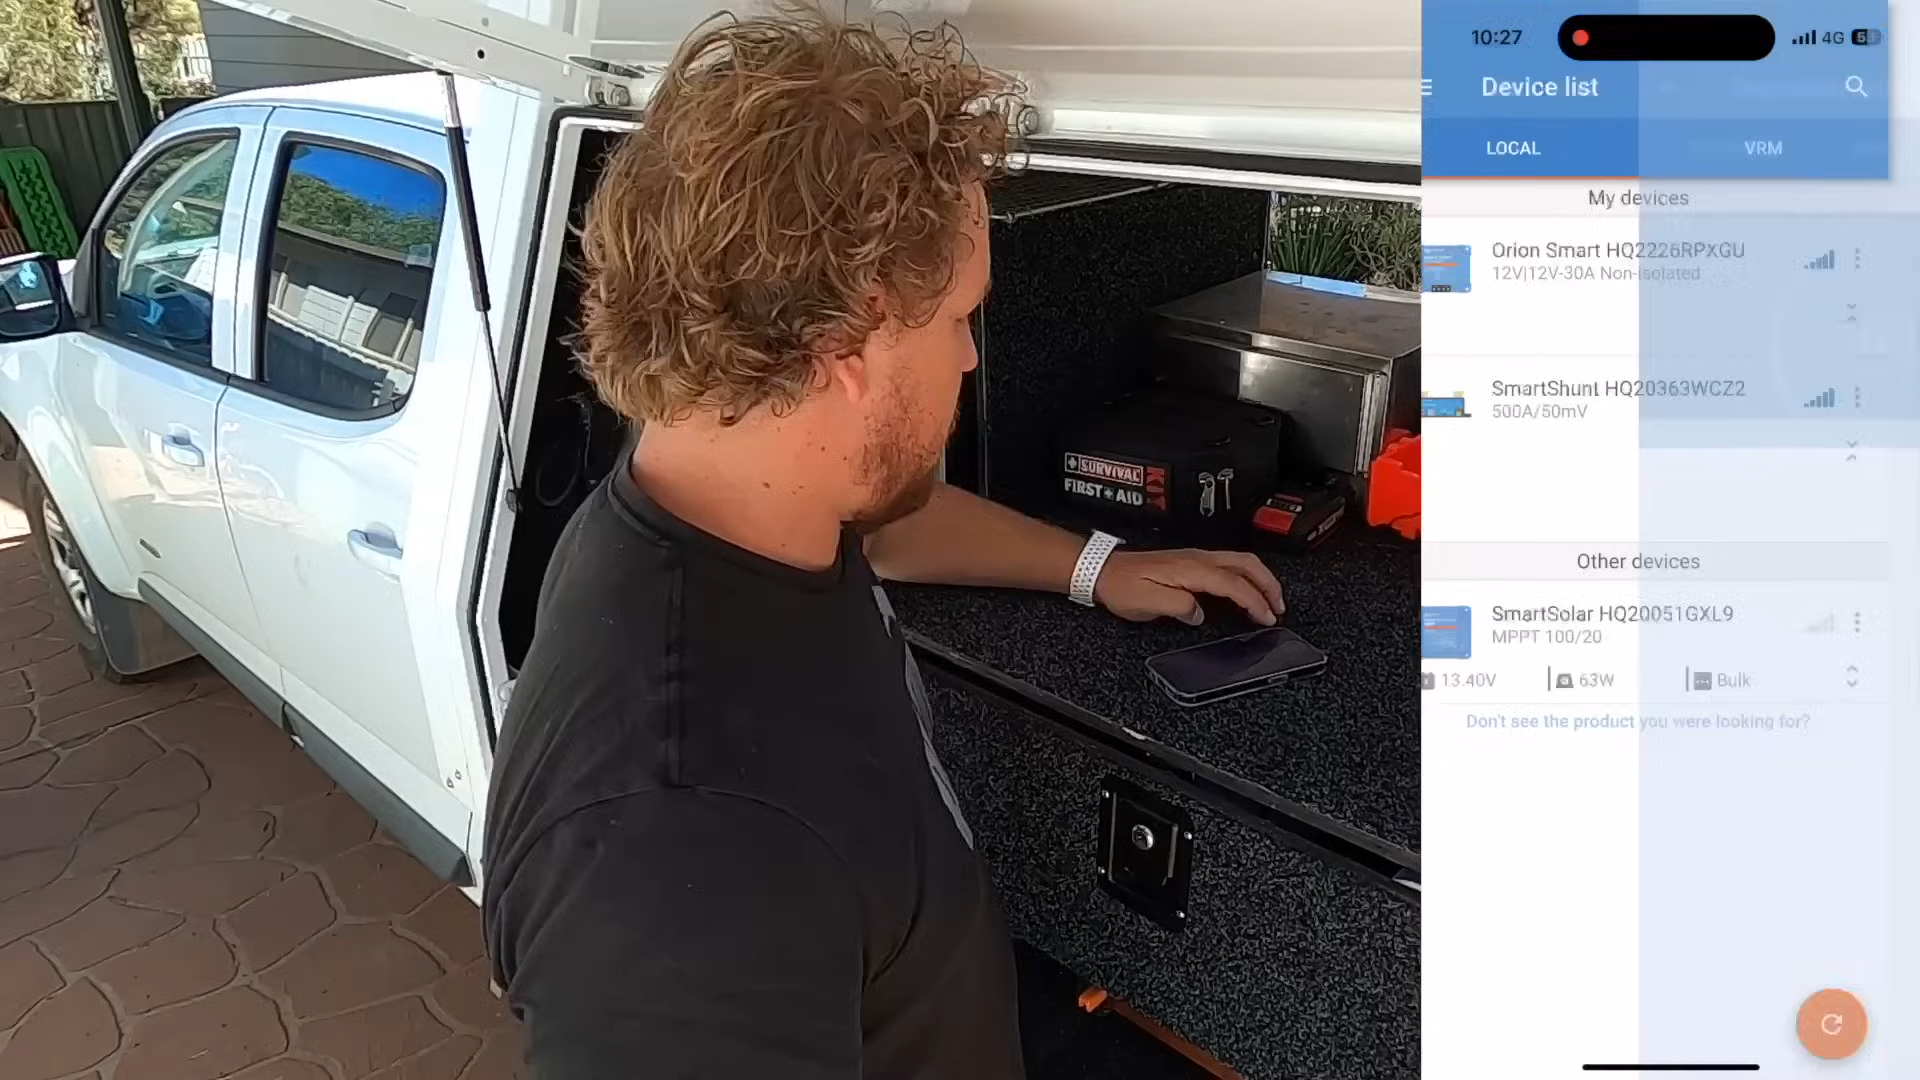 10:27
4G
Device list
LOCAL
VRM
My devices
Orion Smart HQ2226RPXGU
12V|12V-30A Non-isolated
SmartShunt HQ20363WCZ2
500A/50mV
Other devices
SmartSolar HQ20051GXL9
MPPT 100/20
13.40V
63W
Bulk
Don't see the product you were looking for?
SURVIVAL
FIRST+AID
KIT